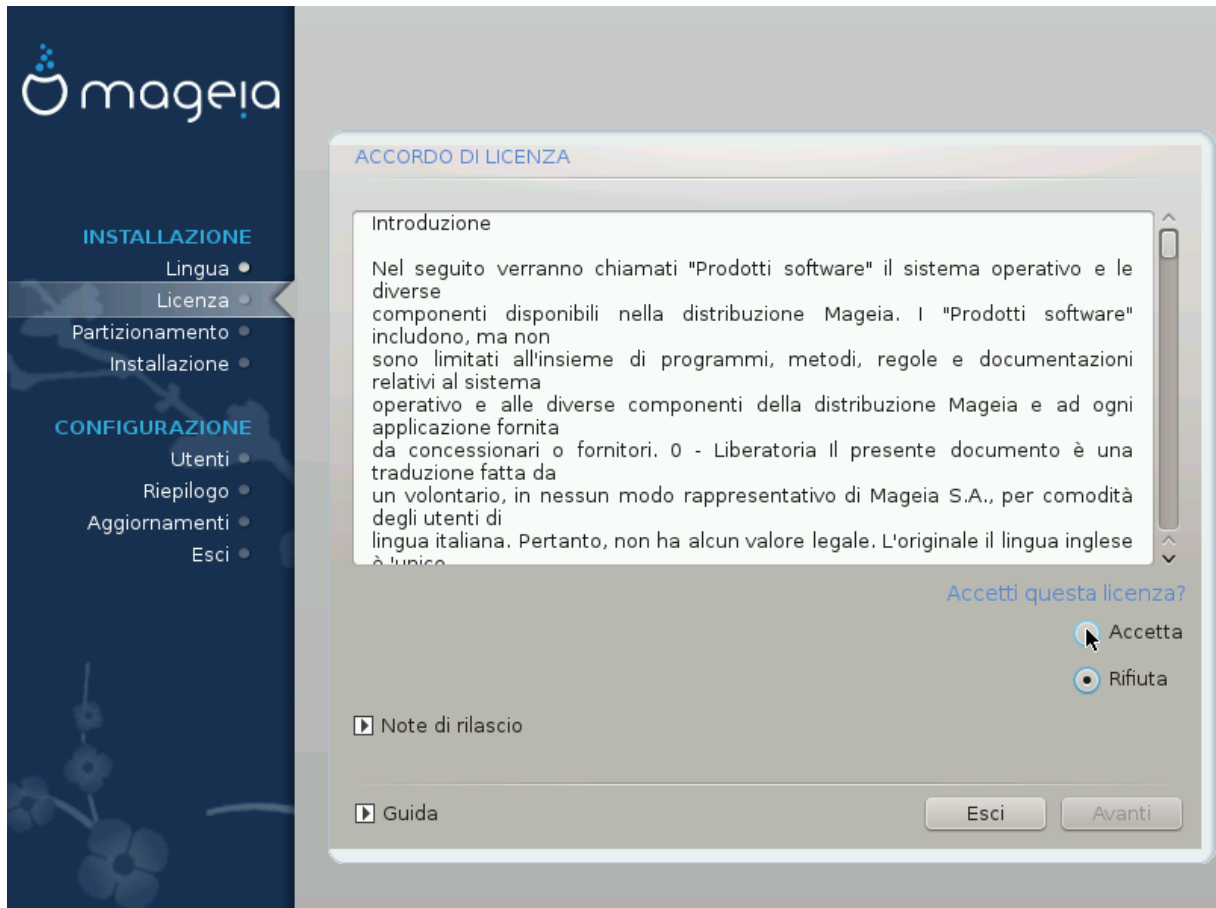 mageia
INSTALLAZIONE
Lingua
Licenza
Partizionamento
Installazione
CONFIGURAZIONE
Utenti
Riepilogo
Aggiornamenti
Esci
ACCORDO DI LICENZA
Introduzione
Nel seguito verranno chiamati "Prodotti software" il sistema operativo e le
diverse
componenti disponibili nella distribuzione Mageia. I "Prodotti software"
includono, ma non
sono limitati all'insieme di programmi, metodi, regole e documentazioni
relativi al sistema
operativo e alle diverse componenti della distribuzione Mageia e ad ogni
applicazione fornita
da concessionari o fornitori. 0 - Liberatoria Il presente documento è una
traduzione fatta da
un volontario, in nessun modo rappresentativo di Mageia S.A., per comodità
degli utenti di
lingua italiana. Pertanto, non ha alcun valore legale. L'originale il lingua inglese
è 'unico
Accetti questa licenza?
Accetta
Rifiuta
Note di rilascio
Guida
Esci
Avanti